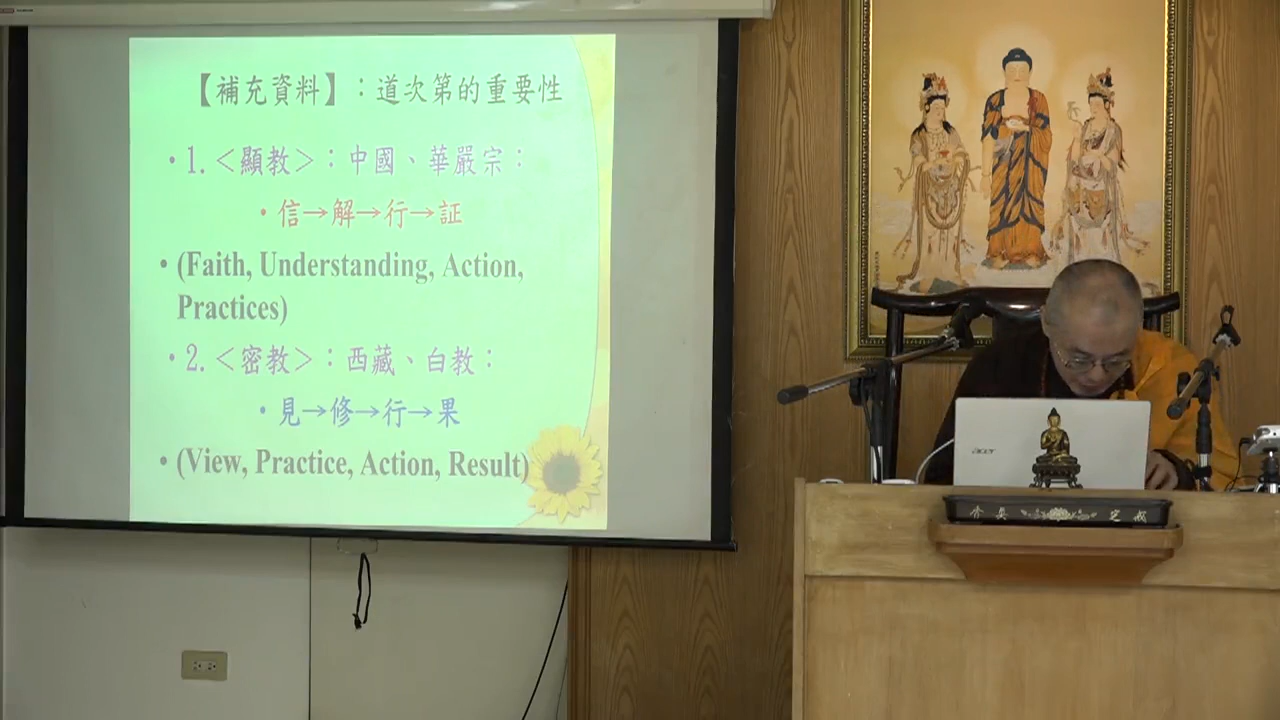 【補充資料】：道次第的重要性
•1.＜顯教＞：中國、華嚴宗：
•信→解→行→証
•(Faith, Understanding, Action,
Practices)
•2.＜密教＞：西藏、白教：
•見→修→行→果
•(View, Practice, Action, Result)
acer